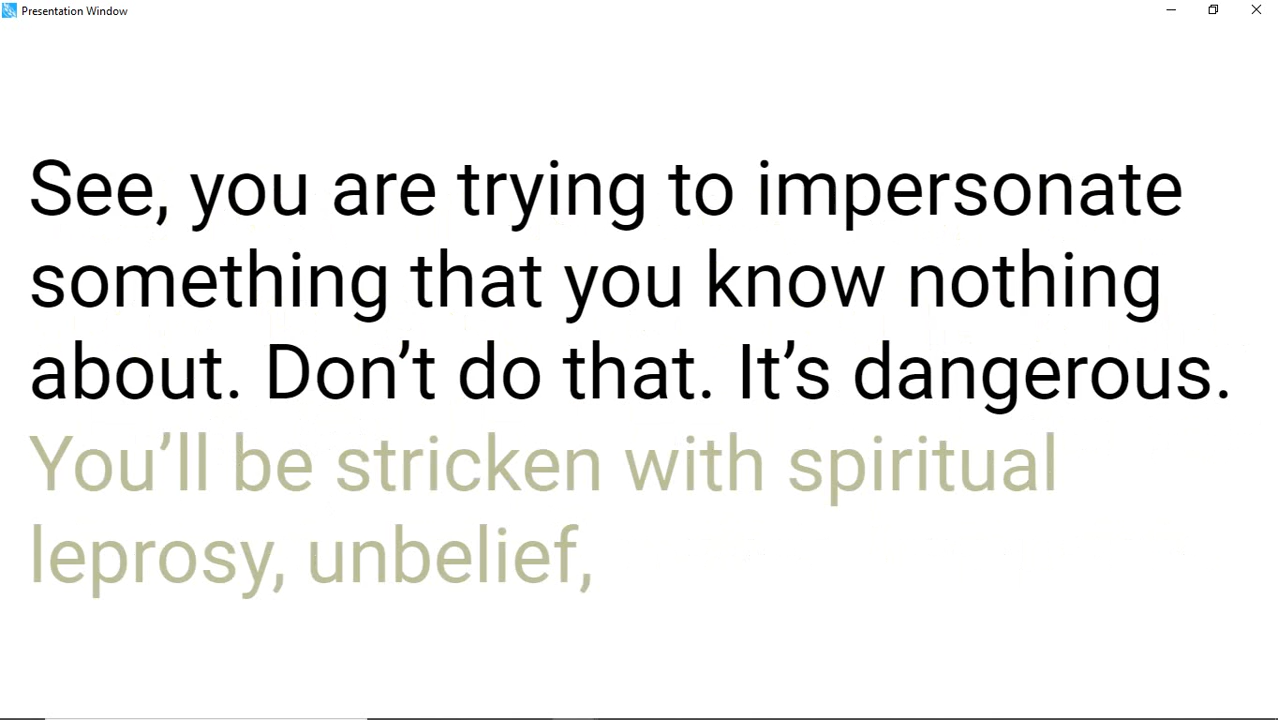 Presentation Window
See, you are trying to impersonate
something that you know nothing
about. Don’t do that. It’s dangerous.
You’ll be stricken with spiritual
leprosy, unbelief,